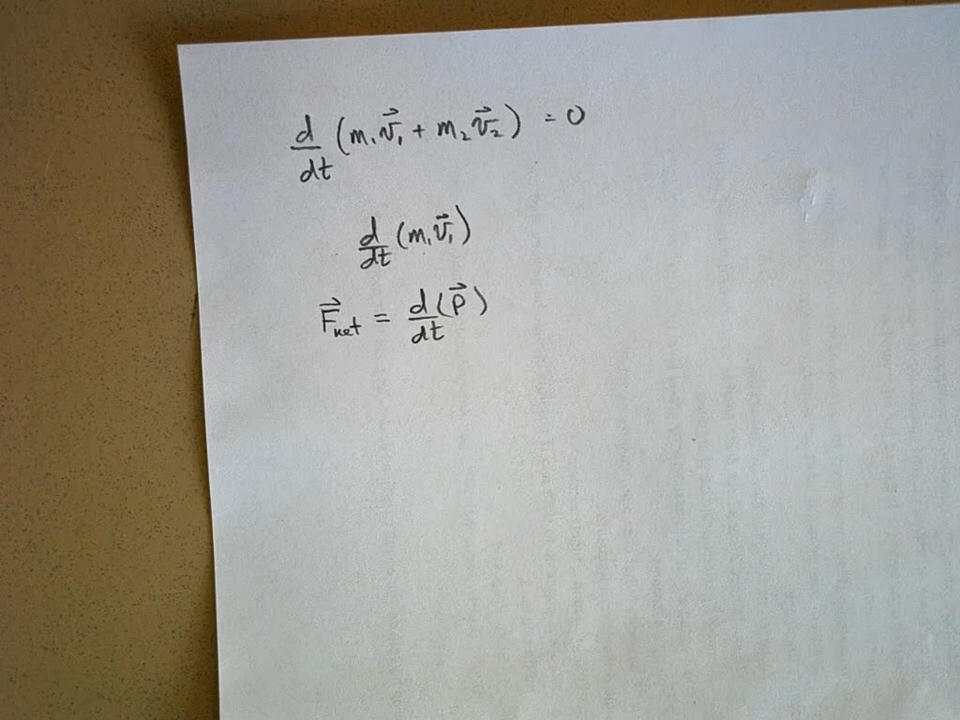 d/dt (m₁v⃗₁ + m₂v⃗₂) = 0
d/dt (m₁v⃗₁)
F⃗net = d(p⃗)/dt